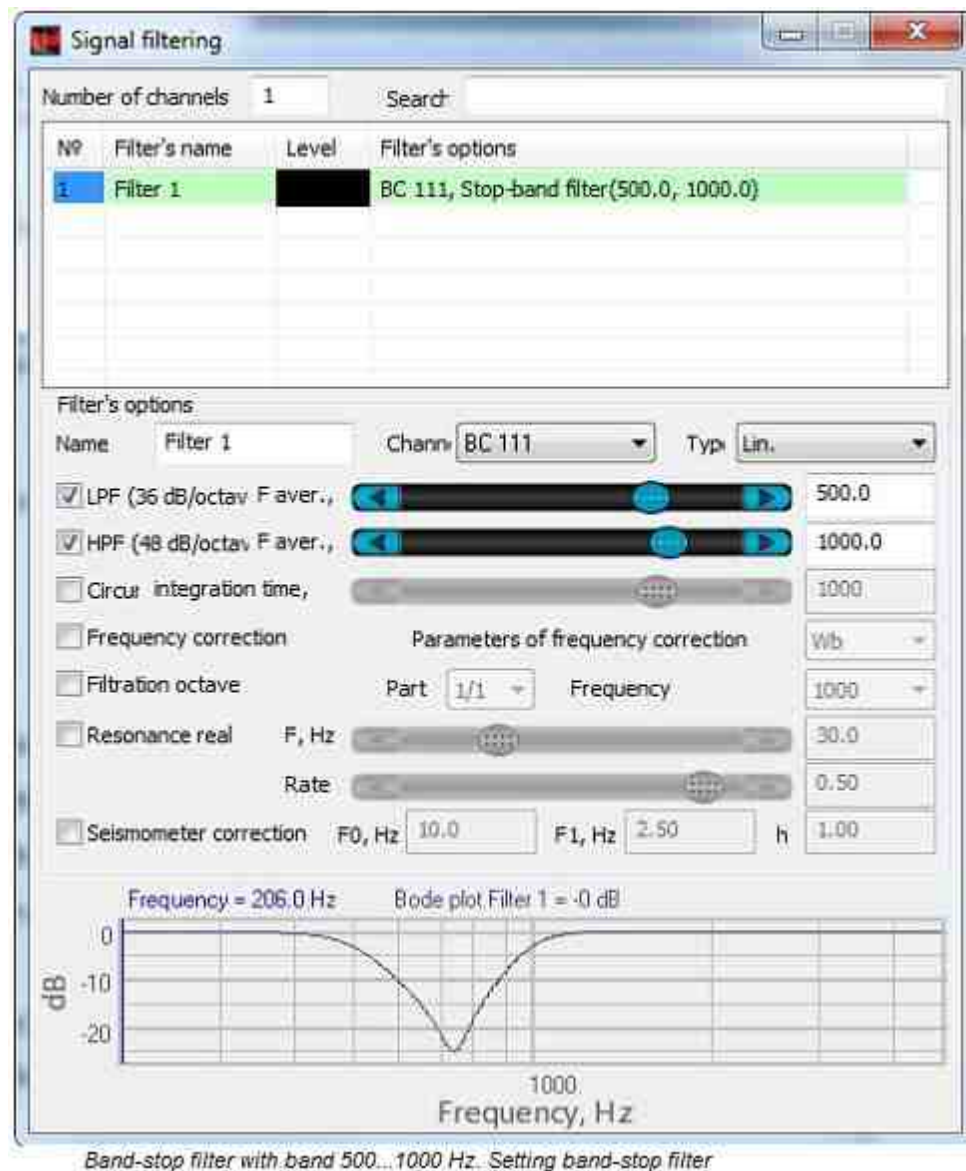 Signal filtering
Number of channels 1 Search
Nº Filter's name Level Filter's options
1 Filter 1 BC 111, Stop-band filter(500.0, 1000.0)
Filter's options
Name Filter 1 Chann BC 111 Typ Lin.
LPF (36 dB/octav F aver., 500.0
HPF (48 dB/octav F aver., 1000.0
Circui integration time, 1000
Frequency correction Parameters of frequency correction Wb
Filtration octave Part 1/1 Frequency 1000
Resonance real F, Hz 30.0
Rate 0.50
Seismometer correction F0, Hz 10.0 F1, Hz 2.50 h 1.00
Frequency = 206.0 Hz Bode plot Filter 1 = -0 dB
0
-10
-20
dB
1000
Frequency, Hz
Band-stop filter with band 500...1000 Hz. Setting band-stop filter